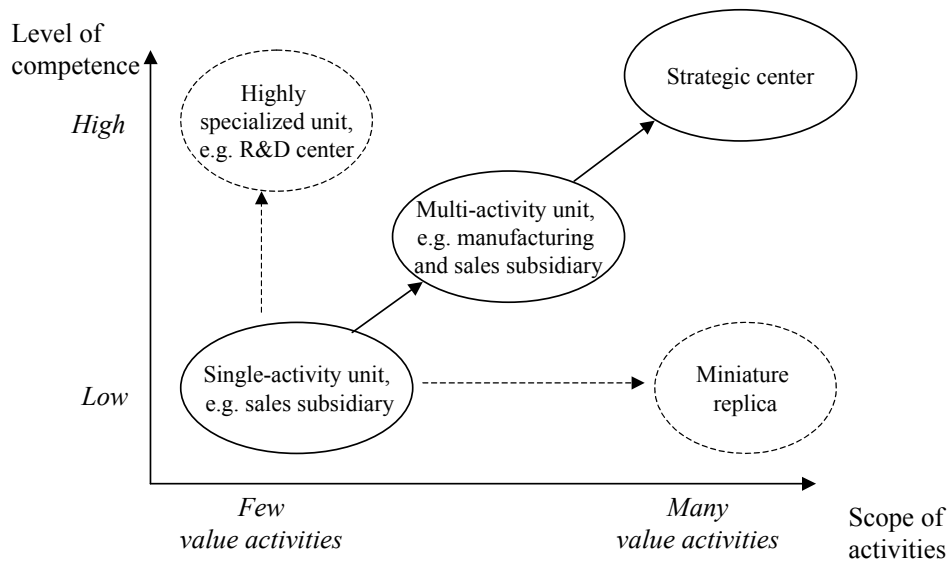 Level of
competence
High
Highly
specialized unit,
e.g. R&D center
Strategic center
Multi-activity unit,
e.g. manufacturing
and sales subsidiary
Low
Single-activity unit,
e.g. sales subsidiary
Miniature
replica
Few
value activities
Many
value activities
Scope of
activities